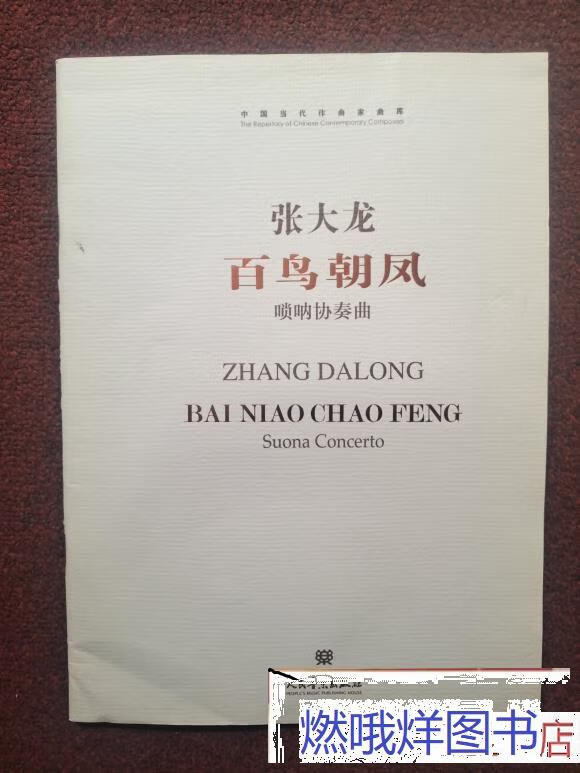 中国当代作曲家曲库
The Repertory of Chinese Contemporary Composers
张大龙
百鸟朝凤
唢呐协奏曲
ZHANG DALONG
BAI NIAO CHAO FENG
Suona Concerto
PEOPLE'S MUSIC PUBLISHING HOUSE
燃哦烊图书店